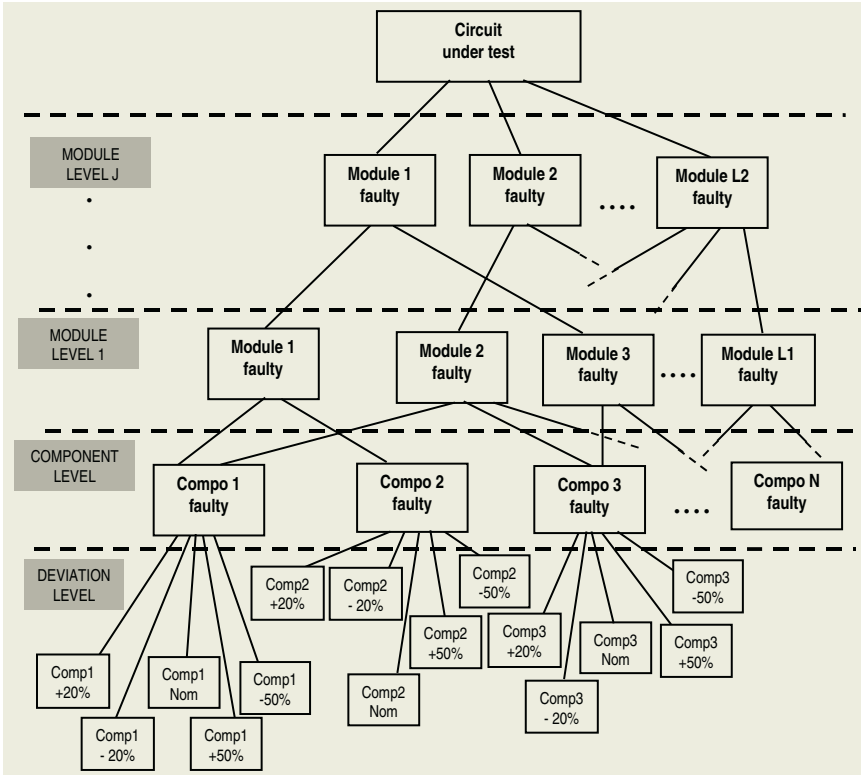 Circuit
under test
MODULE
LEVEL J
Module 1
faulty
Module 2
faulty
....
Module L2
faulty
MODULE
LEVEL 1
Module 1
faulty
Module 2
faulty
Module 3
faulty
....
Module L1
faulty
COMPONENT
LEVEL
Compo 1
faulty
Compo 2
faulty
Compo 3
faulty
....
Compo N
faulty
DEVIATION
LEVEL
Comp1
+20%
Comp1
- 20%
Comp1
Nom
Comp1
+50%
Comp1
-50%
Comp2
+20%
Comp2
- 20%
Comp2
Nom
Comp2
+50%
Comp2
-50%
Comp3
+20%
Comp3
- 20%
Comp3
Nom
Comp3
+50%
Comp3
-50%